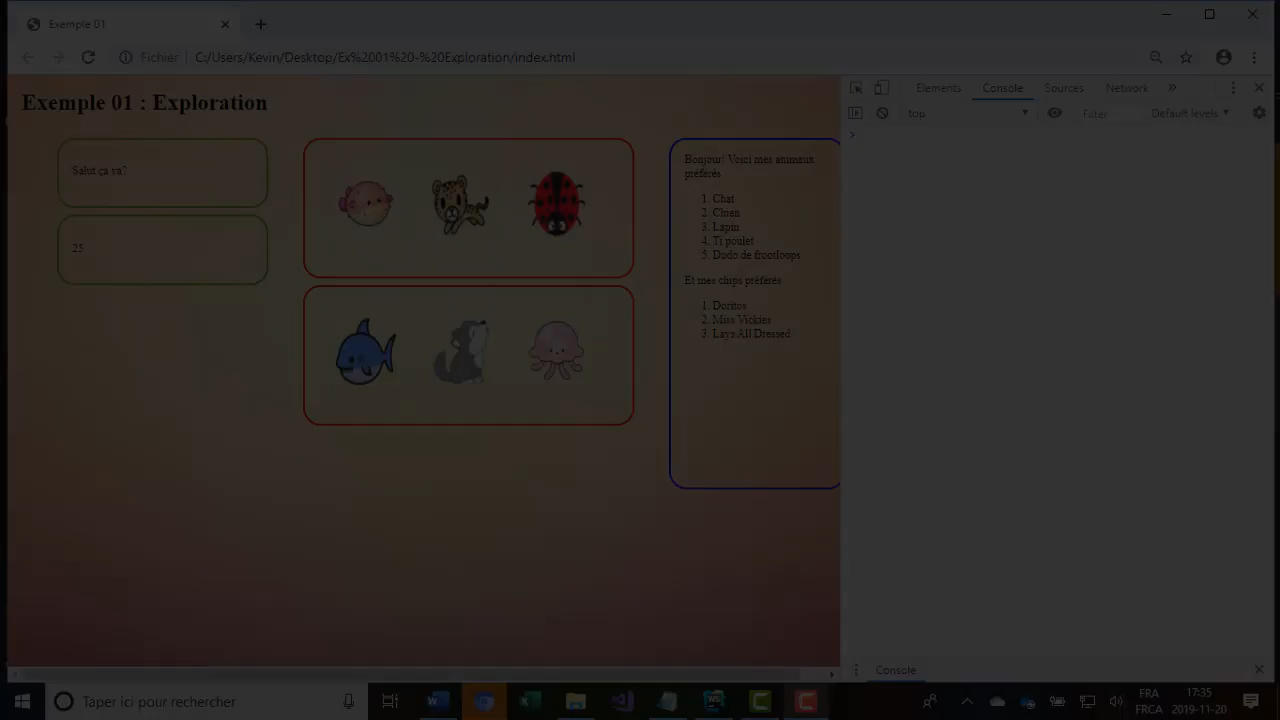 Exemple 01
Fichier
C:/Users/Kevin/Desktop/Ex%2001%20-%20Exploration/index.html
Elements
Console
Sources
Network
»
top
Filter
Default levels
Exemple 01 : Exploration
Salut ça va?
25
Bonjour! Voici mes animaux
préférés
1. Chat
2. Chien
3. Lapin
4. Ti poulet
5. Dodo de frootloops
Et mes chips préférés
1. Doritos
2. Miss Vickies
3. Lays All Dressed
Console
Taper ici pour rechercher
FRA
FRCA
17:35
2019-11-20